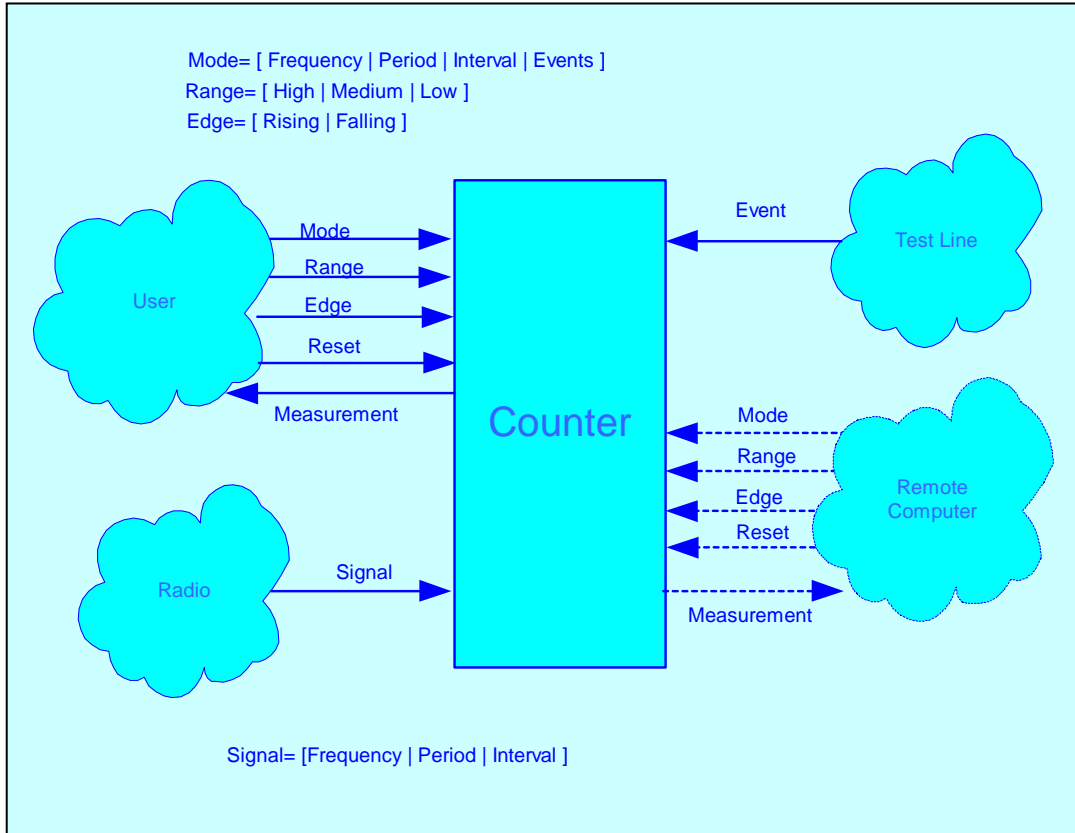 Mode= [ Frequency | Period | Interval | Events ]
Range= [ High | Medium | Low ]
Edge= [ Rising | Falling ]
User
Mode
Range
Edge
Reset
Measurement
Radio
Signal
Counter
Event
Test Line
Mode
Range
Edge
Reset
Measurement
Remote
Computer
Signal= [Frequency | Period | Interval ]